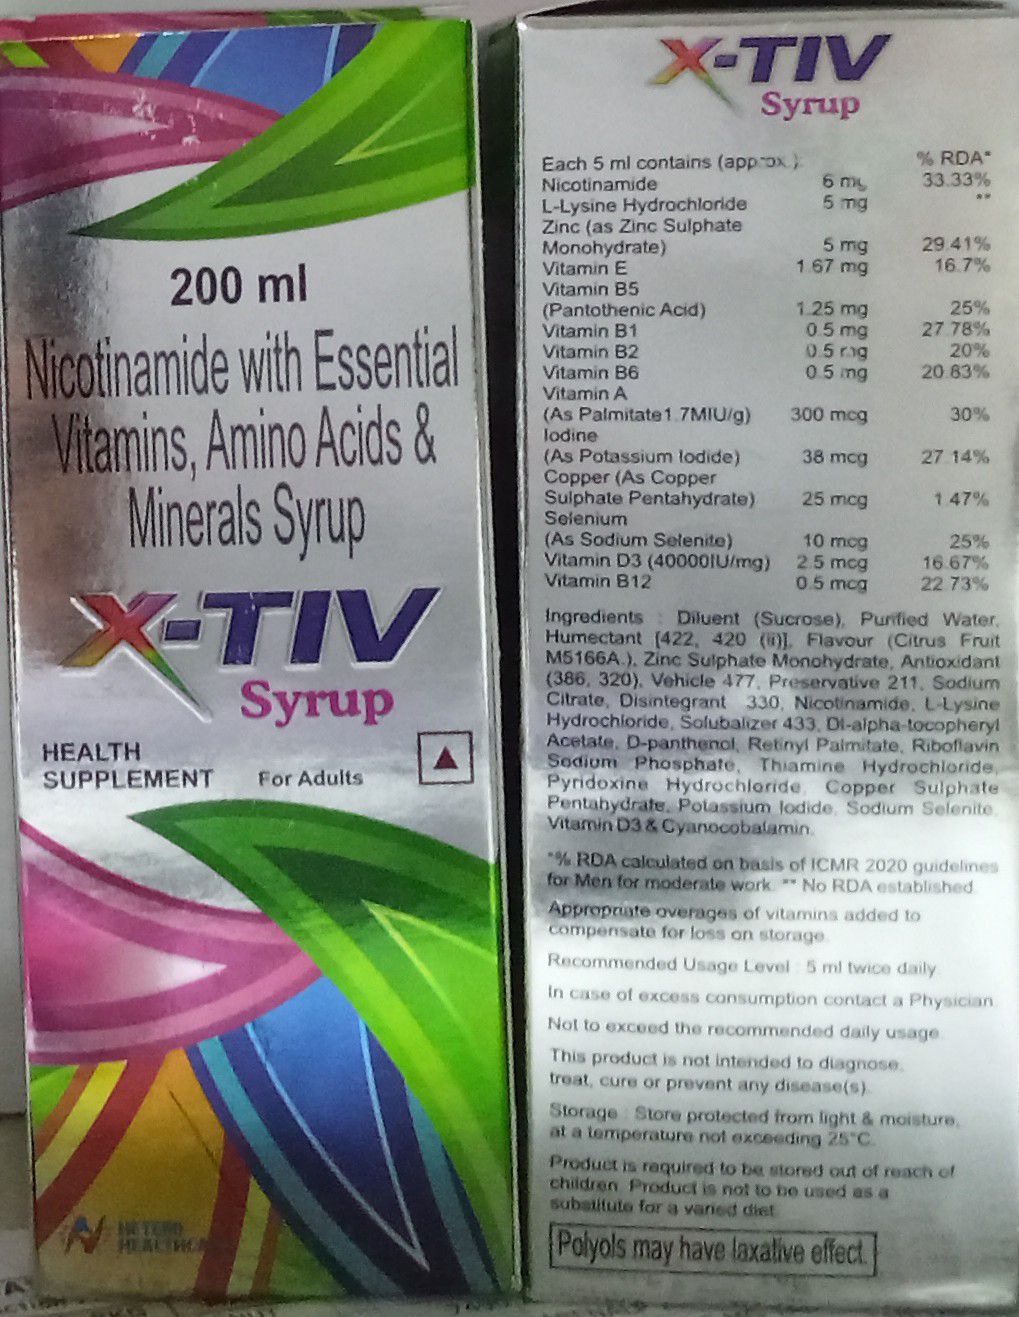 200 ml
Nicotinamide with Essential
Vitamins, Amino Acids &
Minerals Syrup
X-TIV
Syrup
HEALTH
SUPPLEMENT For Adults
HETERO
HEALTHCARE
X-TIV
Syrup
Each 5 ml contains (approx.): % RDA*
Nicotinamide 6 mg 33.33%
L-Lysine Hydrochloride 5 mg **
Zinc (as Zinc Sulphate
Monohydrate) 5 mg 29.41%
Vitamin E 1.67 mg 16.7%
Vitamin B5
(Pantothenic Acid) 1.25 mg 25%
Vitamin B1 0.5 mg 27.78%
Vitamin B2 0.5 mg 20%
Vitamin B6 0.5 mg 20.83%
Vitamin A
(As Palmitate1.7MIU/g) 300 mcg 30%
Iodine
(As Potassium Iodide) 38 mcg 27.14%
Copper (As Copper
Sulphate Pentahydrate) 25 mcg 1.47%
Selenium
(As Sodium Selenite) 10 mcg 25%
Vitamin D3 (40000IU/mg) 2.5 mcg 16.67%
Vitamin B12 0.5 mcg 22.73%
Ingredients : Diluent (Sucrose), Purified Water,
Humectant [422, 420 (ii)], Flavour (Citrus Fruit
M5166A.), Zinc Sulphate Monohydrate, Antioxidant
(386, 320), Vehicle 477, Preservative 211, Sodium
Citrate, Disintegrant 330, Nicotinamide, L-Lysine
Hydrochloride, Solubalizer 433, Dl-alpha-tocopheryl
Acetate, D-panthenol, Retinyl Palmitate, Riboflavin
Sodium Phosphate, Thiamine Hydrochloride,
Pyridoxine Hydrochloride, Copper Sulphate
Pentahydrate, Potassium Iodide, Sodium Selenite,
Vitamin D3 & Cyanocobalamin.
*% RDA calculated on basis of ICMR 2020 guidelines
for Men for moderate work. ** No RDA established.
Appropriate overages of vitamins added to
compensate for loss on storage.
Recommended Usage Level : 5 ml twice daily.
In case of excess consumption contact a Physician.
Not to exceed the recommended daily usage.
This product is not intended to diagnose,
treat, cure or prevent any disease(s).
Storage : Store protected from light & moisture,
at a temperature not exceeding 25°C.
Product is required to be stored out of reach of
children. Product is not to be used as a
substitute for a varied diet.
Polyols may have laxative effect.